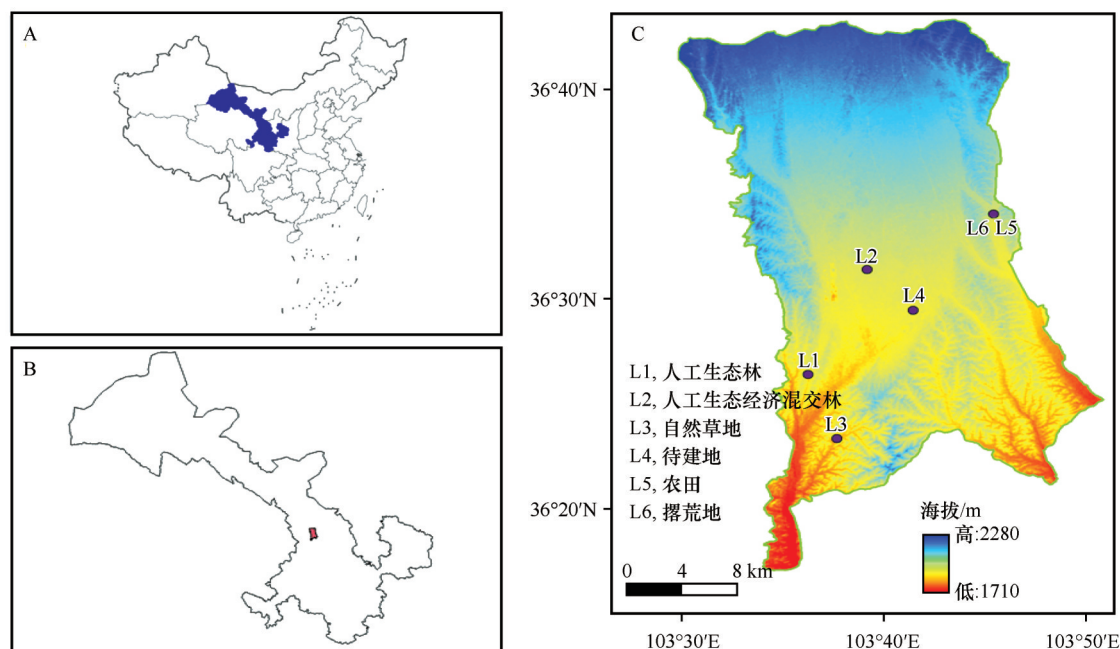 A
B
C
36°40′N
36°30′N
36°20′N
L6 L5
L2
L4
L1
L3
L1, 人工生态林
L2, 人工生态经济混交林
L3, 自然草地
L4, 待建地
L5, 农田
L6, 撂荒地
海拔/m
高:2280
低:1710
0 4 8 km
103°30′E 103°40′E 103°50′E